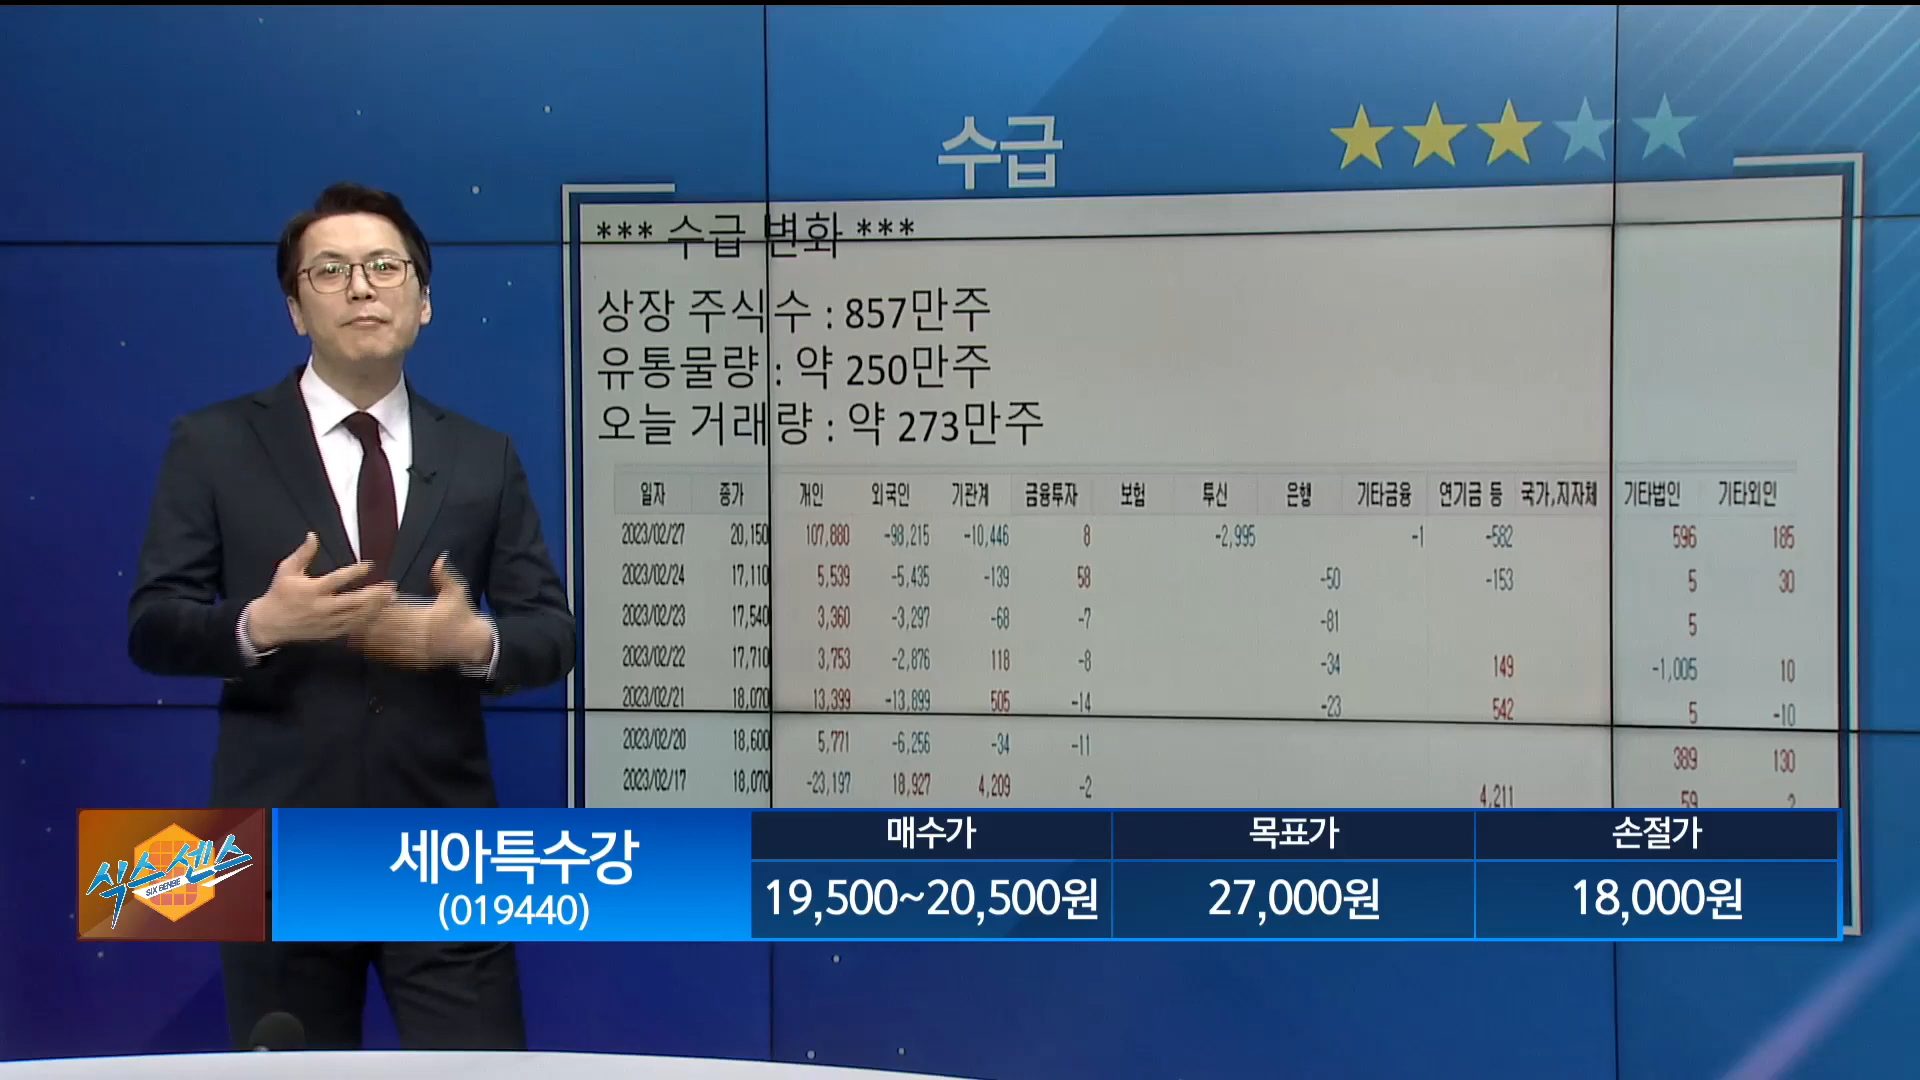 수급
*** 수급 변화 ***
상장 주식수 : 857만주
유통물량 : 약 250만주
오늘 거래량 : 약 273만주
일자 종가 개인 외국인 기관계 금융투자 보험 투신 은행 기타금융 연기금 등 국가,지자체 기타법인 기타외인
2023/02/27 20,150 107,880 -98,215 -10,446 8 -2,995 -1 -582 596 185
2023/02/24 17,110 5,539 -5,435 -139 58 -50 -153 5 30
2023/02/23 17,540 3,360 -3,297 -68 -7 -81 5
2023/02/22 17,710 3,753 -2,876 118 -8 -34 149 -1,005 10
2023/02/21 18,070 13,399 -13,899 505 -14 -23 542 5 -10
2023/02/20 18,600 5,771 -6,256 -34 -11 389 130
2023/02/17 18,070 -23,197 18,927 4,209 -2 4,211 59 2
식스센스
SIX SENSE
세아특수강
(019440)
매수가 목표가 손절가
19,500~20,500원 27,000원 18,000원